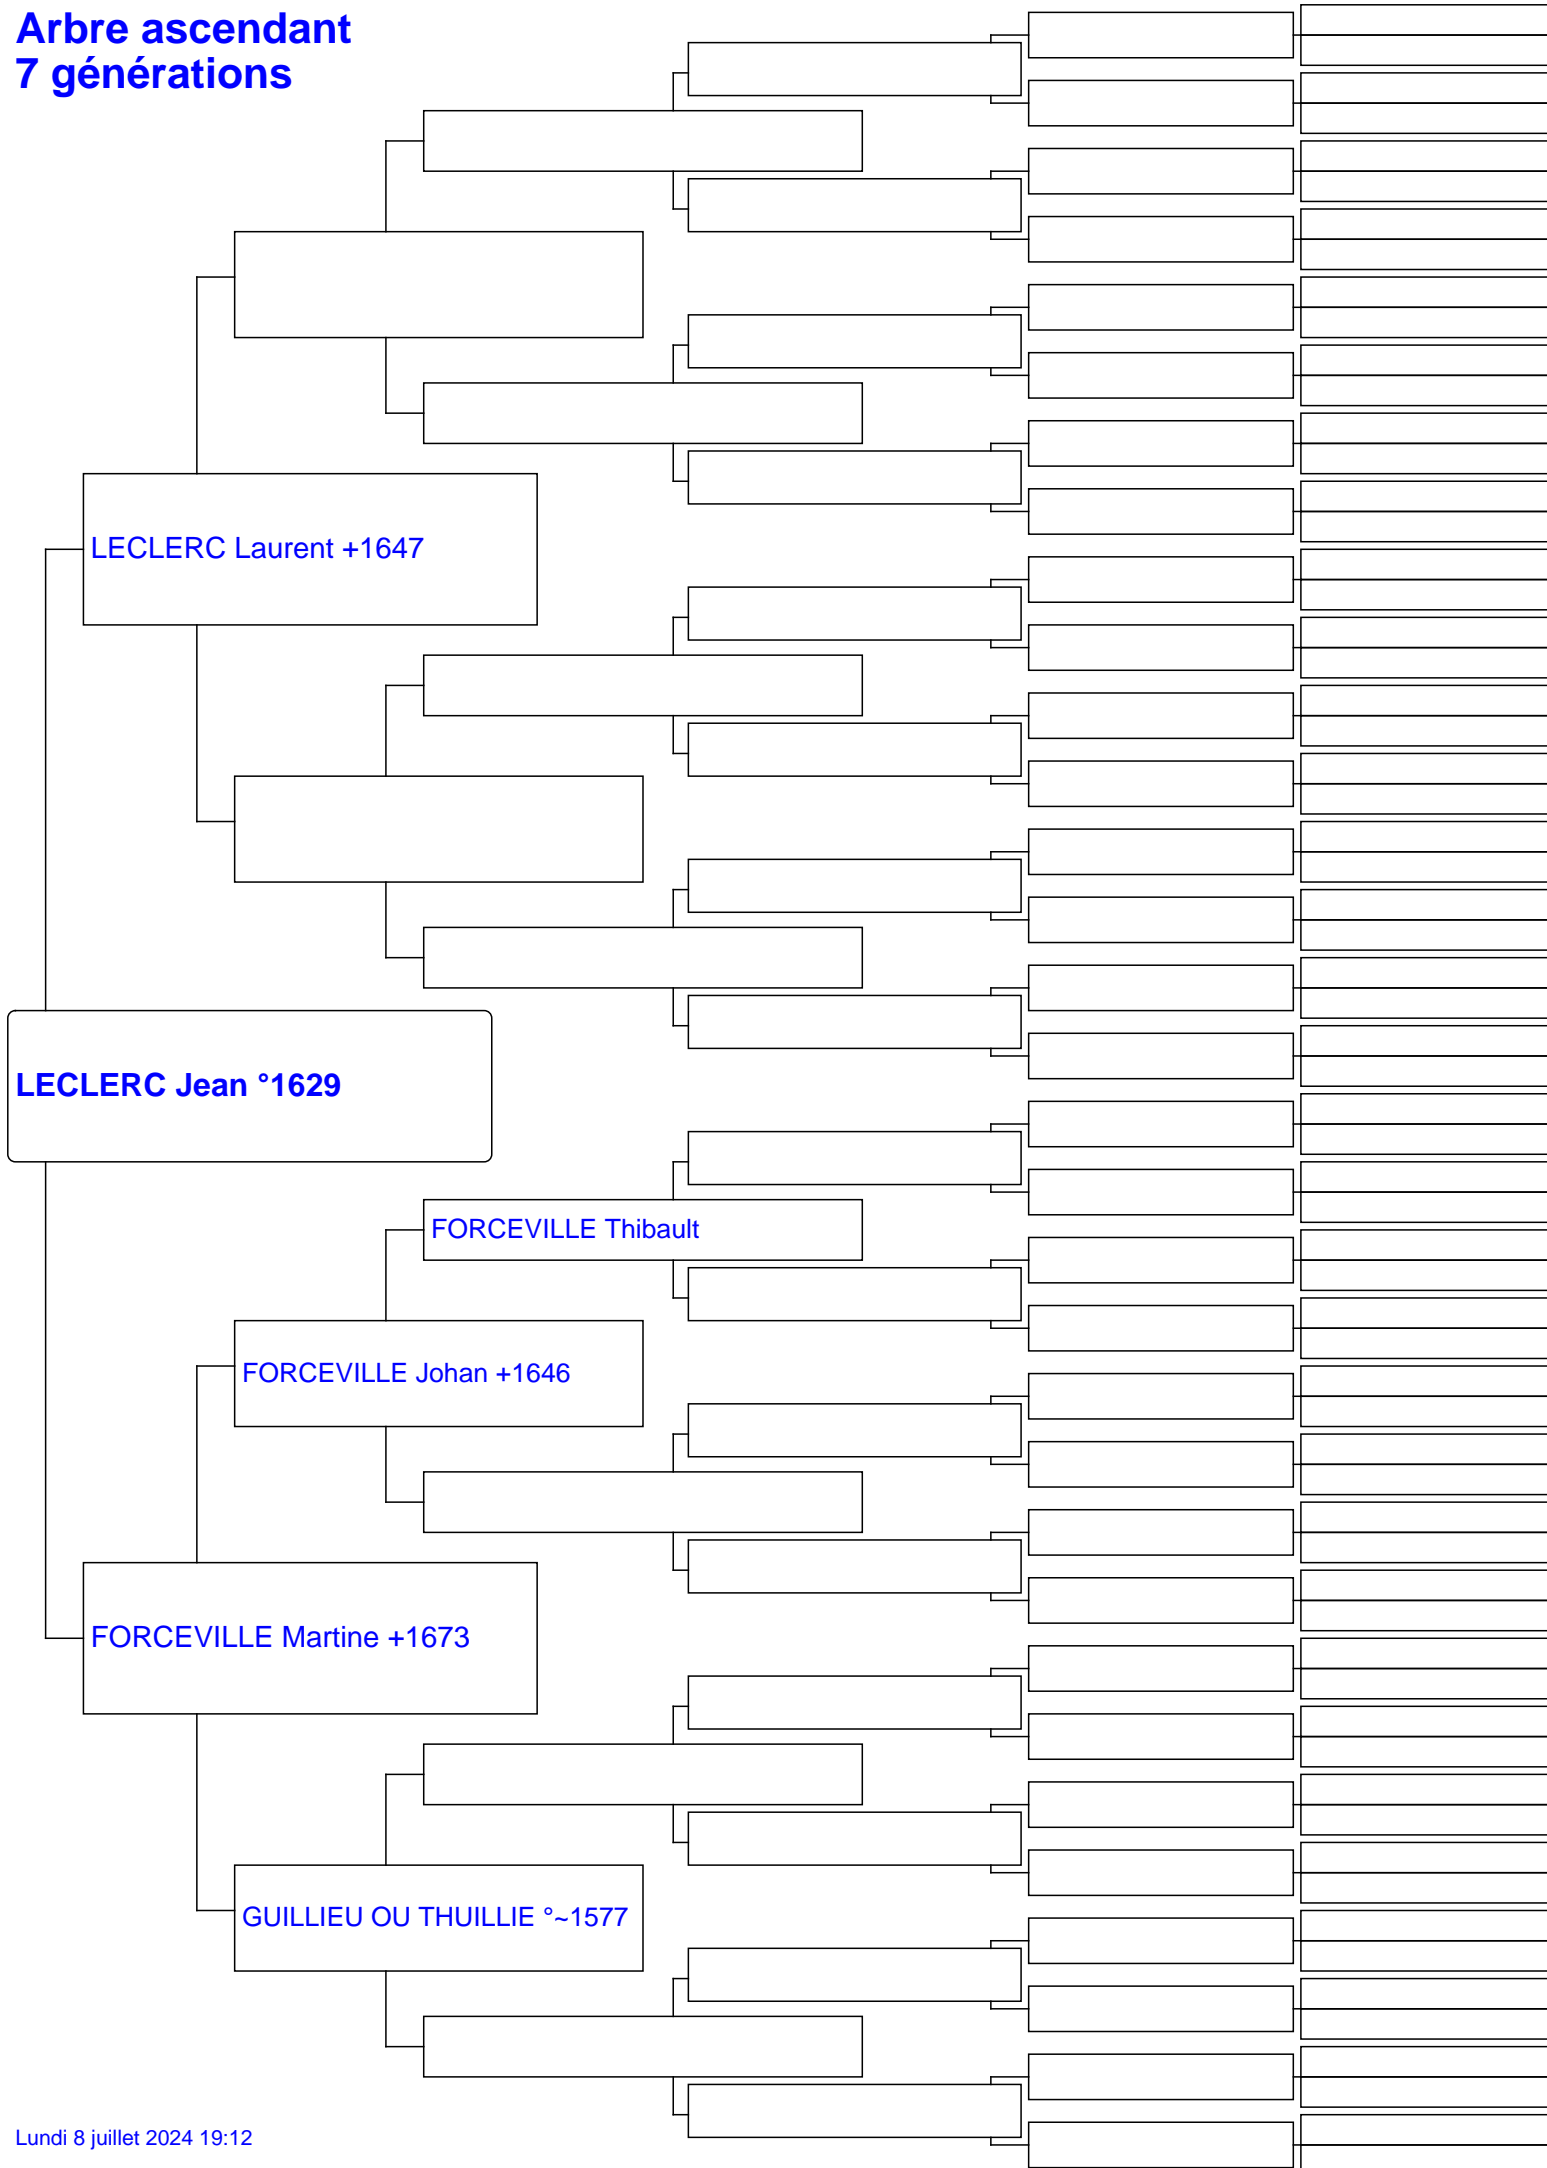 Arbre ascendant
7 générations
LECLERC Laurent +1647
LECLERC Jean °1629
FORCEVILLE Thibault
FORCEVILLE Johan +1646
FORCEVILLE Martine +1673
GUILLIEU OU THUILLIE °~1577
Lundi 8 juillet 2024 19:12